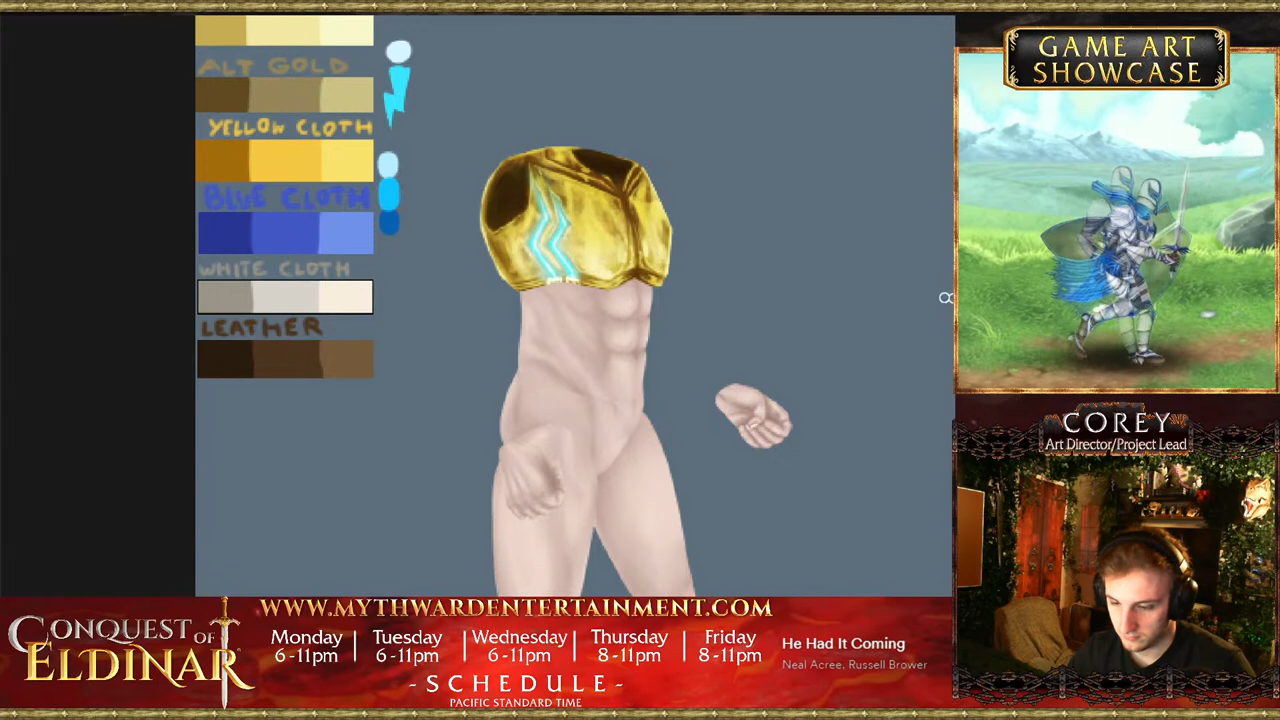 ALT GOLD
YELLOW CLOTH
BLUE CLOTH
WHITE CLOTH
LEATHER
GAME ART
SHOWCASE
COREY
Art Director/Project Lead
CONQUEST OF
ELDINAR
WWW.MYTHWARDENTERTAINMENT.COM
Monday | Tuesday | Wednesday | Thursday | Friday
6 -11pm 6 -11pm 6 -11pm 8 -11pm 8 -11pm
- SCHEDULE -
PACIFIC STANDARD TIME
He Had It Coming
Neal Acree, Russell Brower